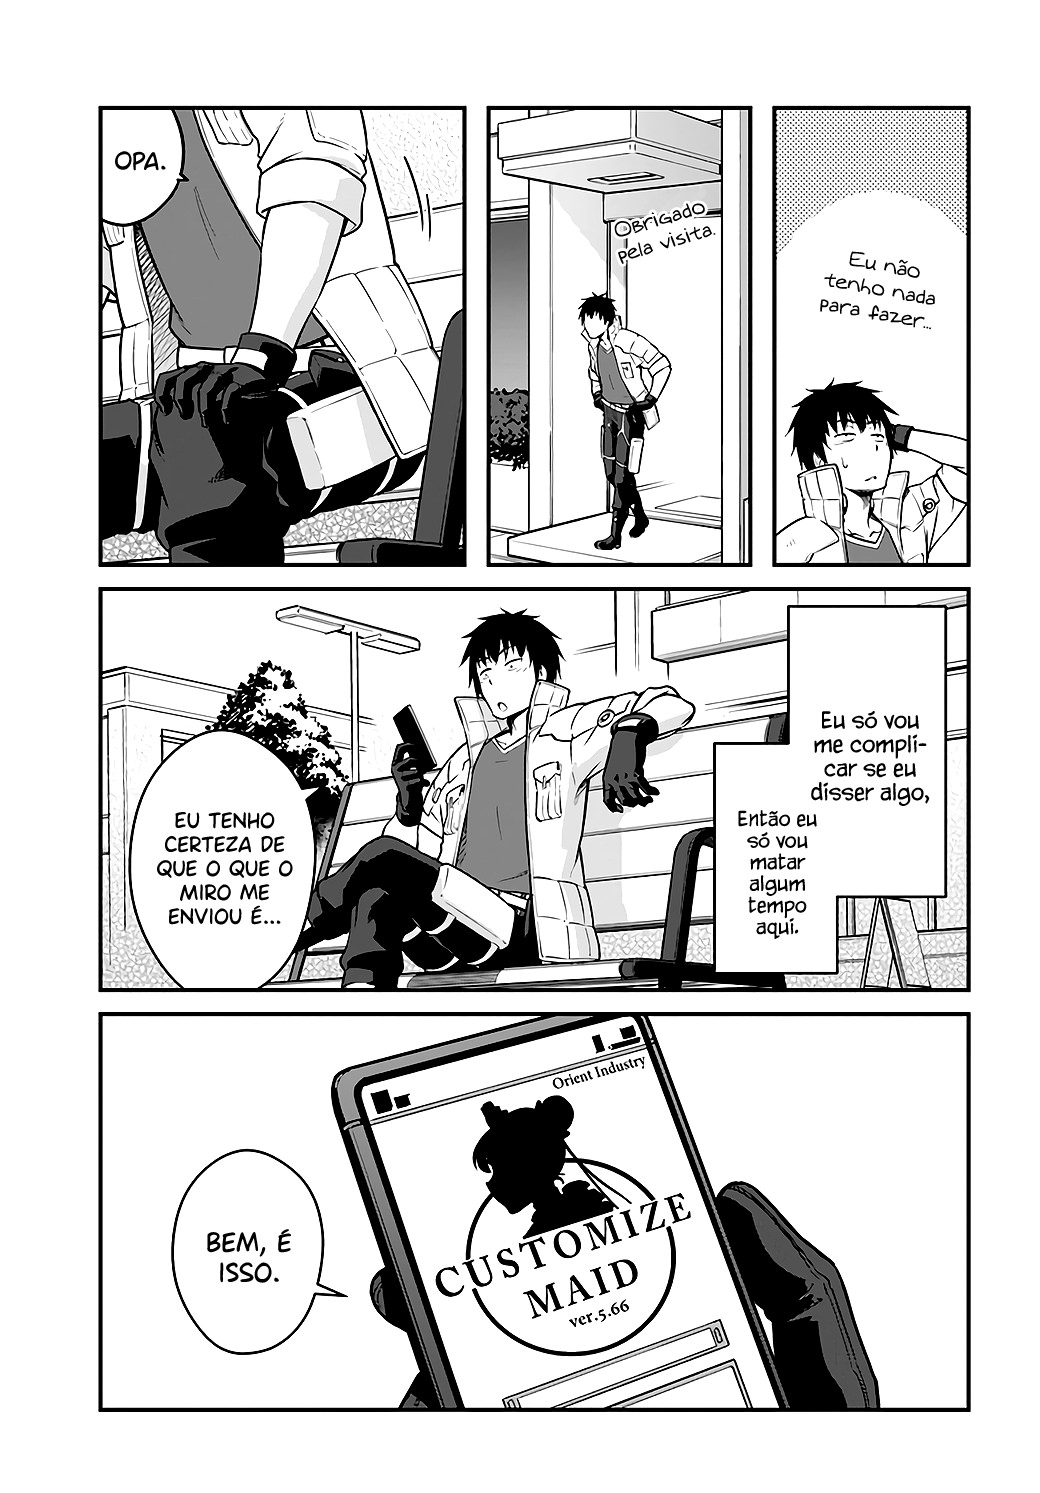 Eu não
tenho nada
para fazer...
Obrigado
pela visita.
OPA.
Eu só vou
me compli-
car se eu
disser algo,
Então eu
só vou
matar
algum
tempo
aqui.
EU TENHO
CERTEZA DE
QUE O QUE O
MIRO ME
ENVIOU É...
Orient Industry
CUSTOMIZE
MAID
ver.5.66
BEM, É
ISSO.